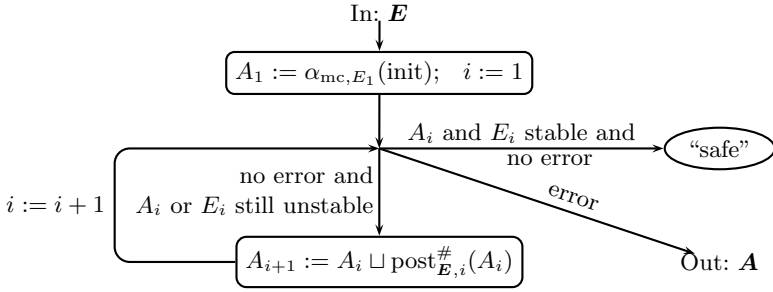 In: E
A₁ := α_{mc,E₁}(init); i := 1
A_i and E_i stable and
no error
"safe"
no error and
A_i or E_i still unstable
error
i := i + 1
A_{i+1} := A_i ⊔ post^#_{E,i}(A_i)
Out: A